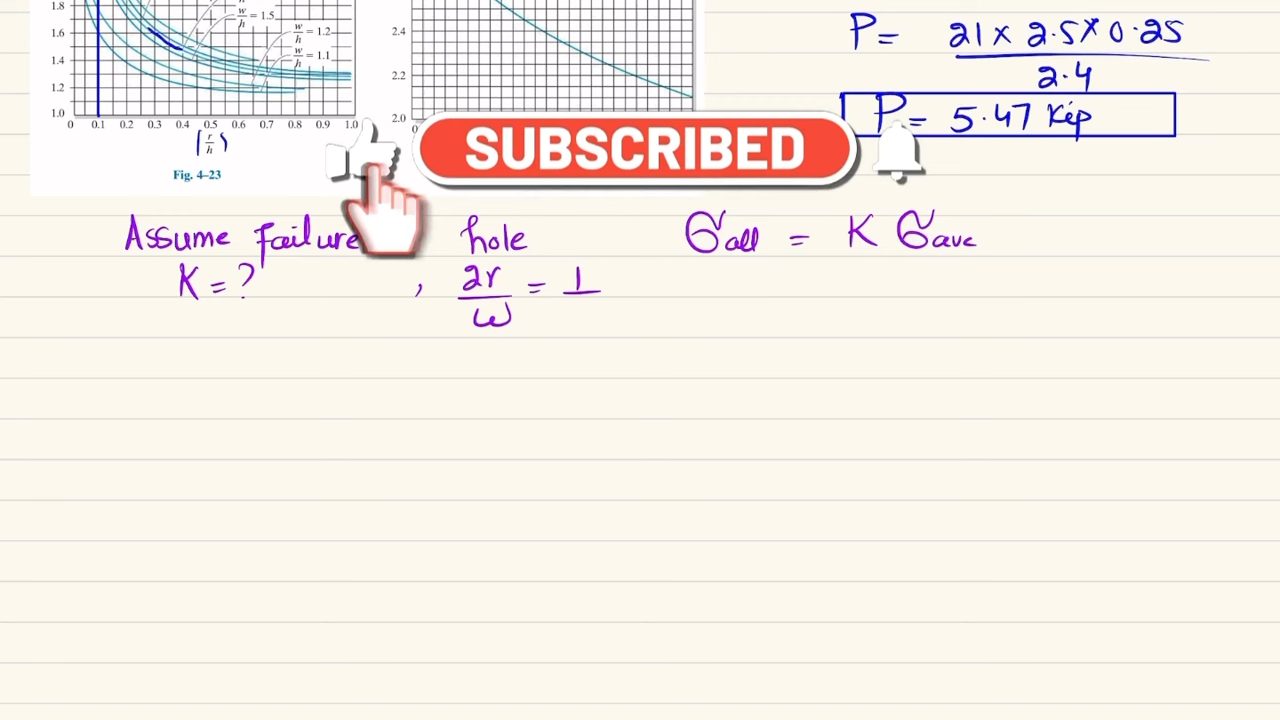 1.8
1.6
1.4
1.2
1.0
0 0.1 0.2 0.3 0.4 0.5 0.6 0.7 0.8 0.9 1.0
w/h = 1.5
w/h = 1.2
w/h = 1.1
r/h
Fig. 4–23
2.4
2.2
2.0
0
P = 21 × 2.5 × 0.25 / 2.4
P = 5.47 Kip
SUBSCRIBED
Assume failure hole σall = K σave
K = ? , 2r/w = 1